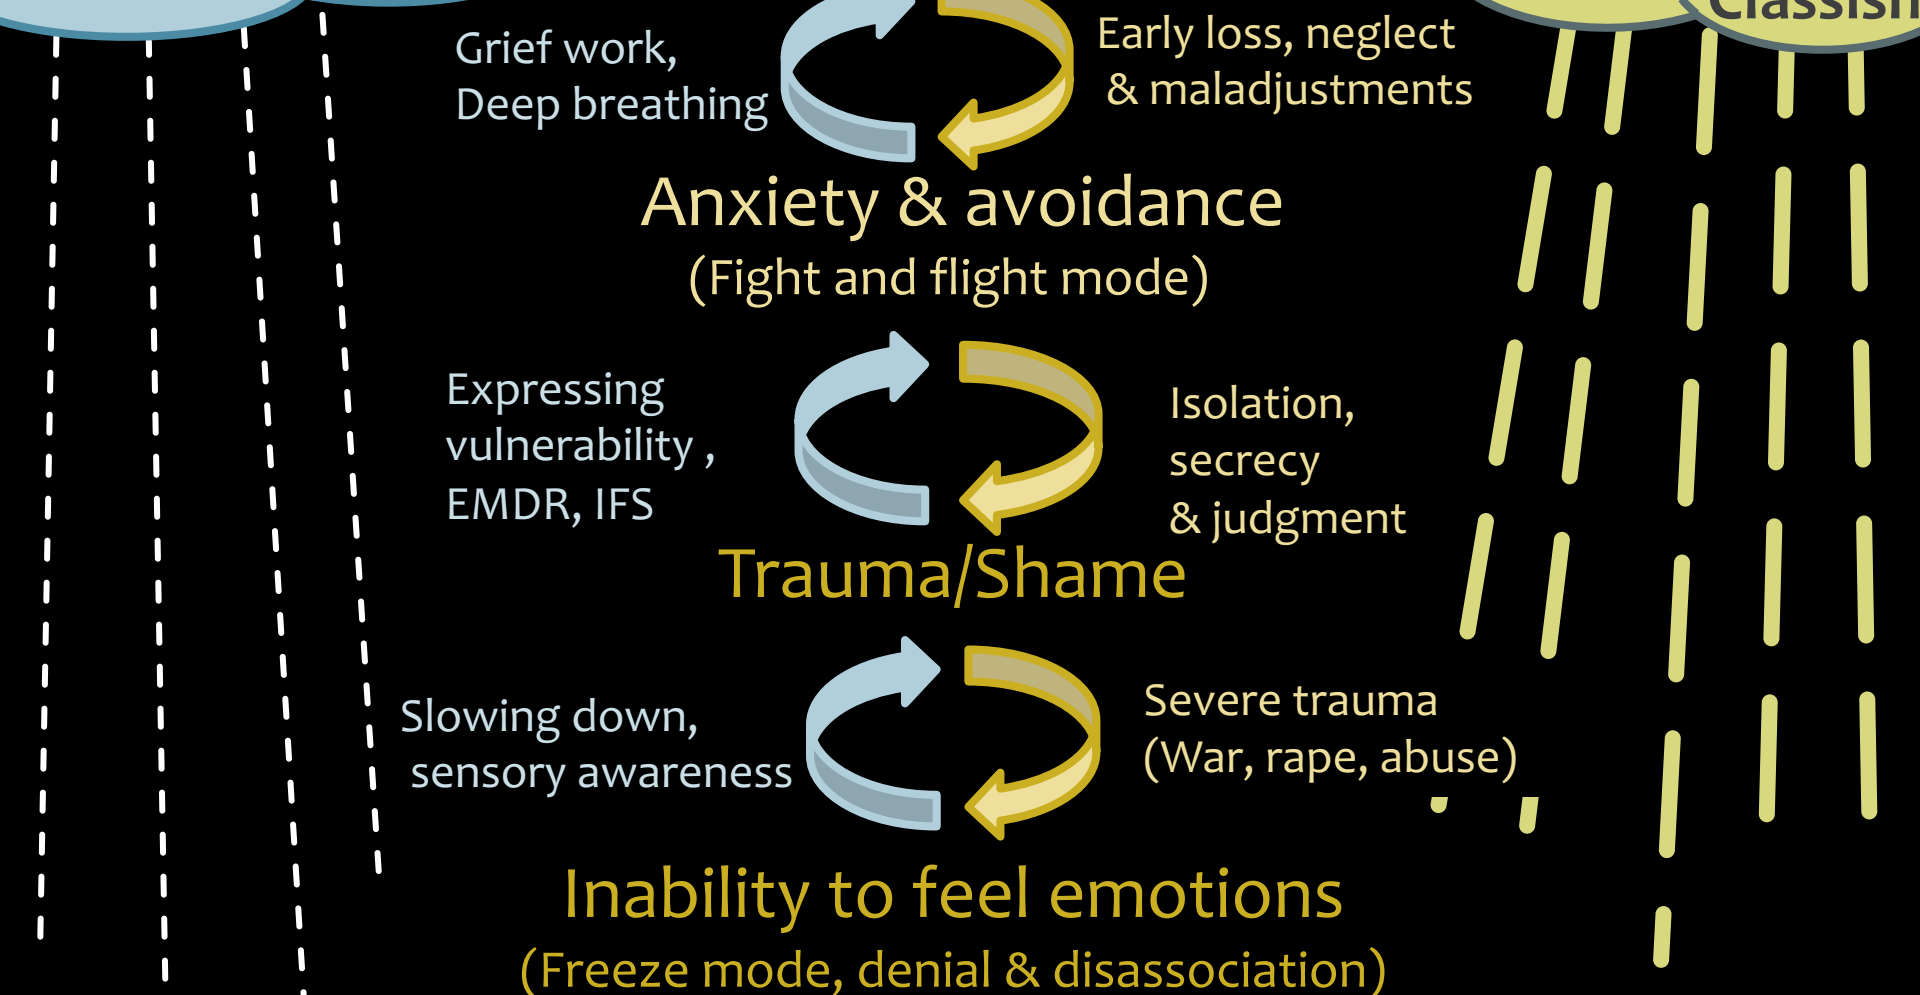 Classism
Grief work,
Deep breathing
Early loss, neglect
& maladjustments
Anxiety & avoidance
(Fight and flight mode)
Expressing
vulnerability ,
EMDR, IFS
Isolation,
secrecy
& judgment
Trauma/Shame
Slowing down,
sensory awareness
Severe trauma
(War, rape, abuse)
Inability to feel emotions
(Freeze mode, denial & disassociation)